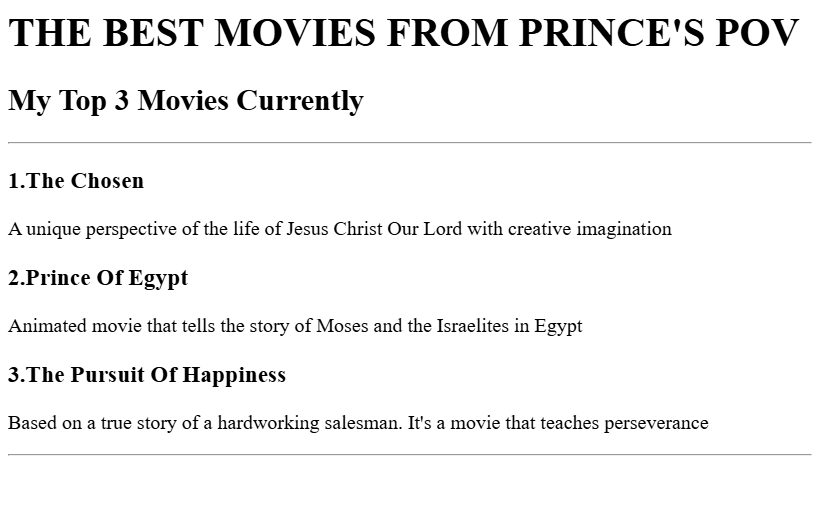 THE BEST MOVIES FROM PRINCE'S POV
My Top 3 Movies Currently
1.The Chosen
A unique perspective of the life of Jesus Christ Our Lord with creative imagination
2.Prince Of Egypt
Animated movie that tells the story of Moses and the Israelites in Egypt
3.The Pursuit Of Happiness
Based on a true story of a hardworking salesman. It's a movie that teaches perseverance